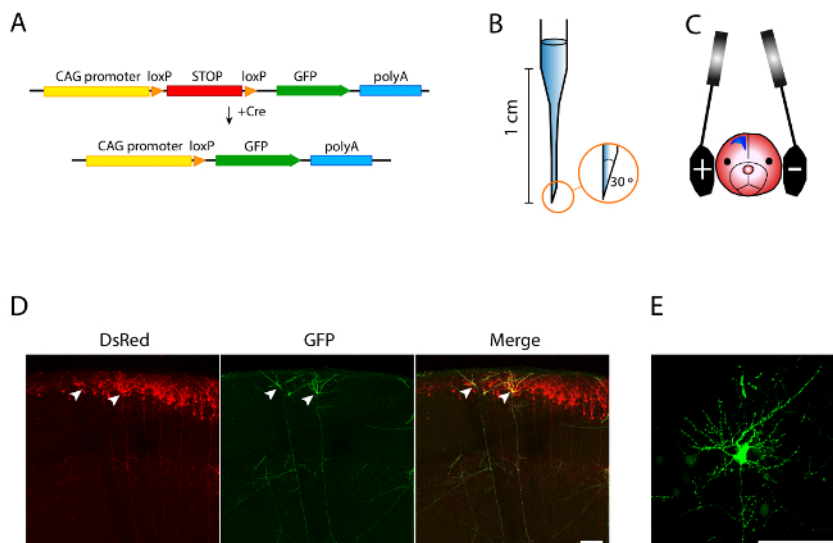 A
CAG promoter loxP STOP loxP GFP polyA
+Cre
CAG promoter loxP GFP polyA
B
1 cm
30 °
C
+ -
D
DsRed GFP Merge
E